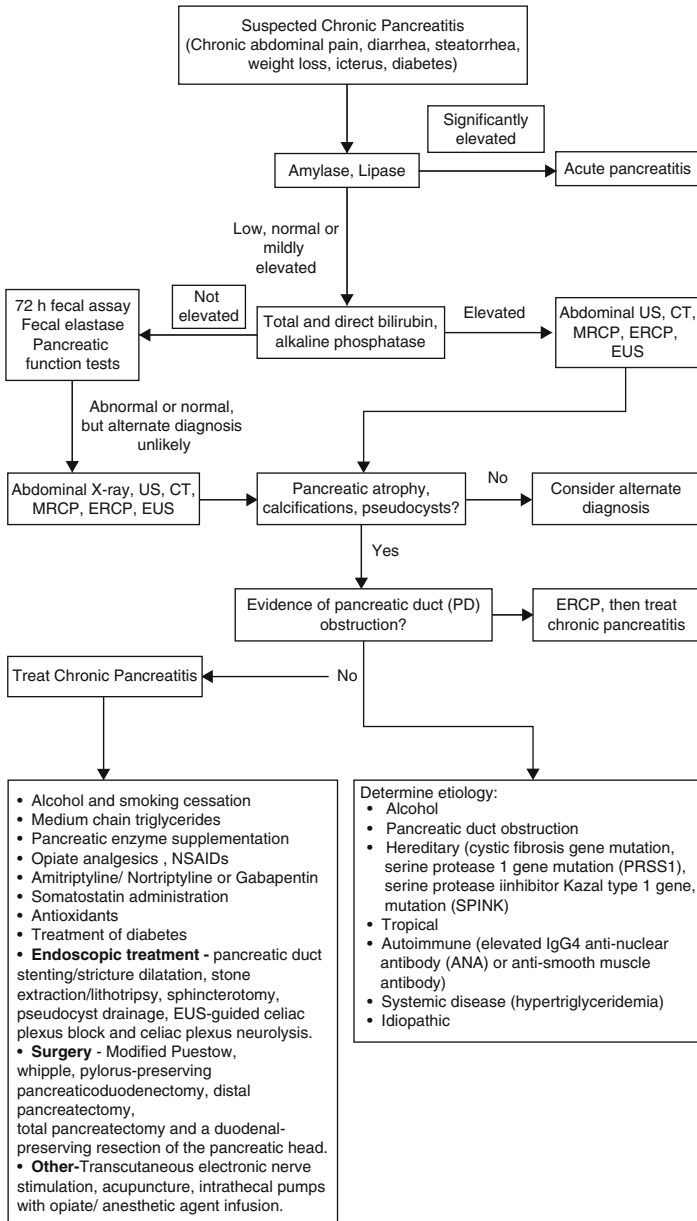 Suspected Chronic Pancreatitis
(Chronic abdominal pain, diarrhea, steatorrhea,
weight loss, icterus, diabetes)
Significantly
elevated
Amylase, Lipase
Acute pancreatitis
Low, normal or
mildly
elevated
72 h fecal assay
Fecal elastase
Pancreatic
function tests
Not
elevated
Total and direct bilirubin,
alkaline phosphatase
Elevated
Abdominal US, CT,
MRCP, ERCP,
EUS
Abnormal or normal,
but alternate diagnosis
unlikely
Abdominal X-ray, US, CT,
MRCP, ERCP, EUS
Pancreatic atrophy,
calcifications, pseudocysts?
No
Consider alternate
diagnosis
Yes
Evidence of pancreatic duct (PD)
obstruction?
ERCP, then treat
chronic pancreatitis
Treat Chronic Pancreatitis
No
• Alcohol and smoking cessation
• Medium chain triglycerides
• Pancreatic enzyme supplementation
• Opiate analgesics , NSAIDs
• Amitriptyline/ Nortriptyline or Gabapentin
• Somatostatin administration
• Antioxidants
• Treatment of diabetes
• Endoscopic treatment - pancreatic duct
stenting/stricture dilatation, stone
extraction/lithotripsy, sphincterotomy,
pseudocyst drainage, EUS-guided celiac
plexus block and celiac plexus neurolysis.
• Surgery - Modified Puestow,
whipple, pylorus-preserving
pancreaticoduodenectomy, distal
pancreatectomy,
total pancreatectomy and a duodenal-
preserving resection of the pancreatic head.
• Other-Transcutaneous electronic nerve
stimulation, acupuncture, intrathecal pumps
with opiate/ anesthetic agent infusion.
Determine etiology:
• Alcohol
• Pancreatic duct obstruction
• Hereditary (cystic fibrosis gene mutation,
serine protease 1 gene mutation (PRSS1),
serine protease iinhibitor Kazal type 1 gene,
mutation (SPINK)
• Tropical
• Autoimmune (elevated IgG4 anti-nuclear
antibody (ANA) or anti-smooth muscle
antibody)
• Systemic disease (hypertriglyceridemia)
• Idiopathic